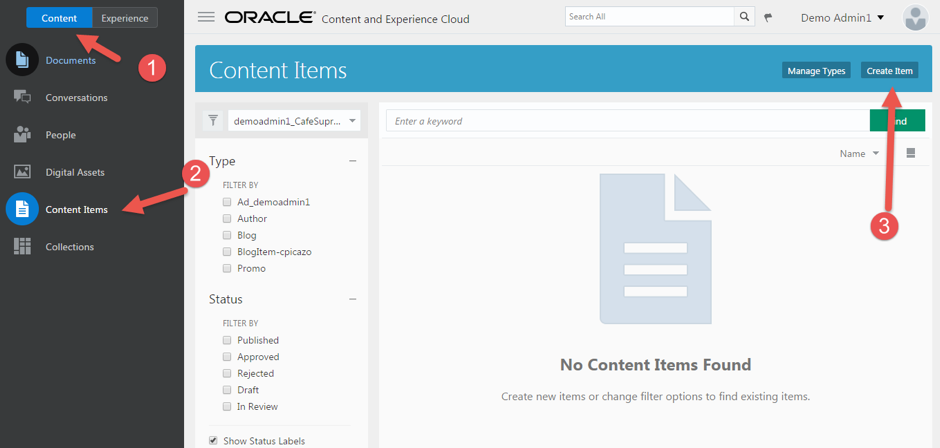 Content Experience
1
Documents
Conversations
People
Digital Assets
2
Content Items
Collections
ORACLE® Content and Experience Cloud
Search All
Demo Admin1
Content Items
Manage Types
Create Item
demoadmin1_CafeSupr...
Enter a keyword
Name
Type
FILTER BY
Ad_demoadmin1
Author
Blog
BlogItem-cpicazo
Promo
Status
FILTER BY
Published
Approved
Rejected
Draft
In Review
Show Status Labels
3
No Content Items Found
Create new items or change filter options to find existing items.